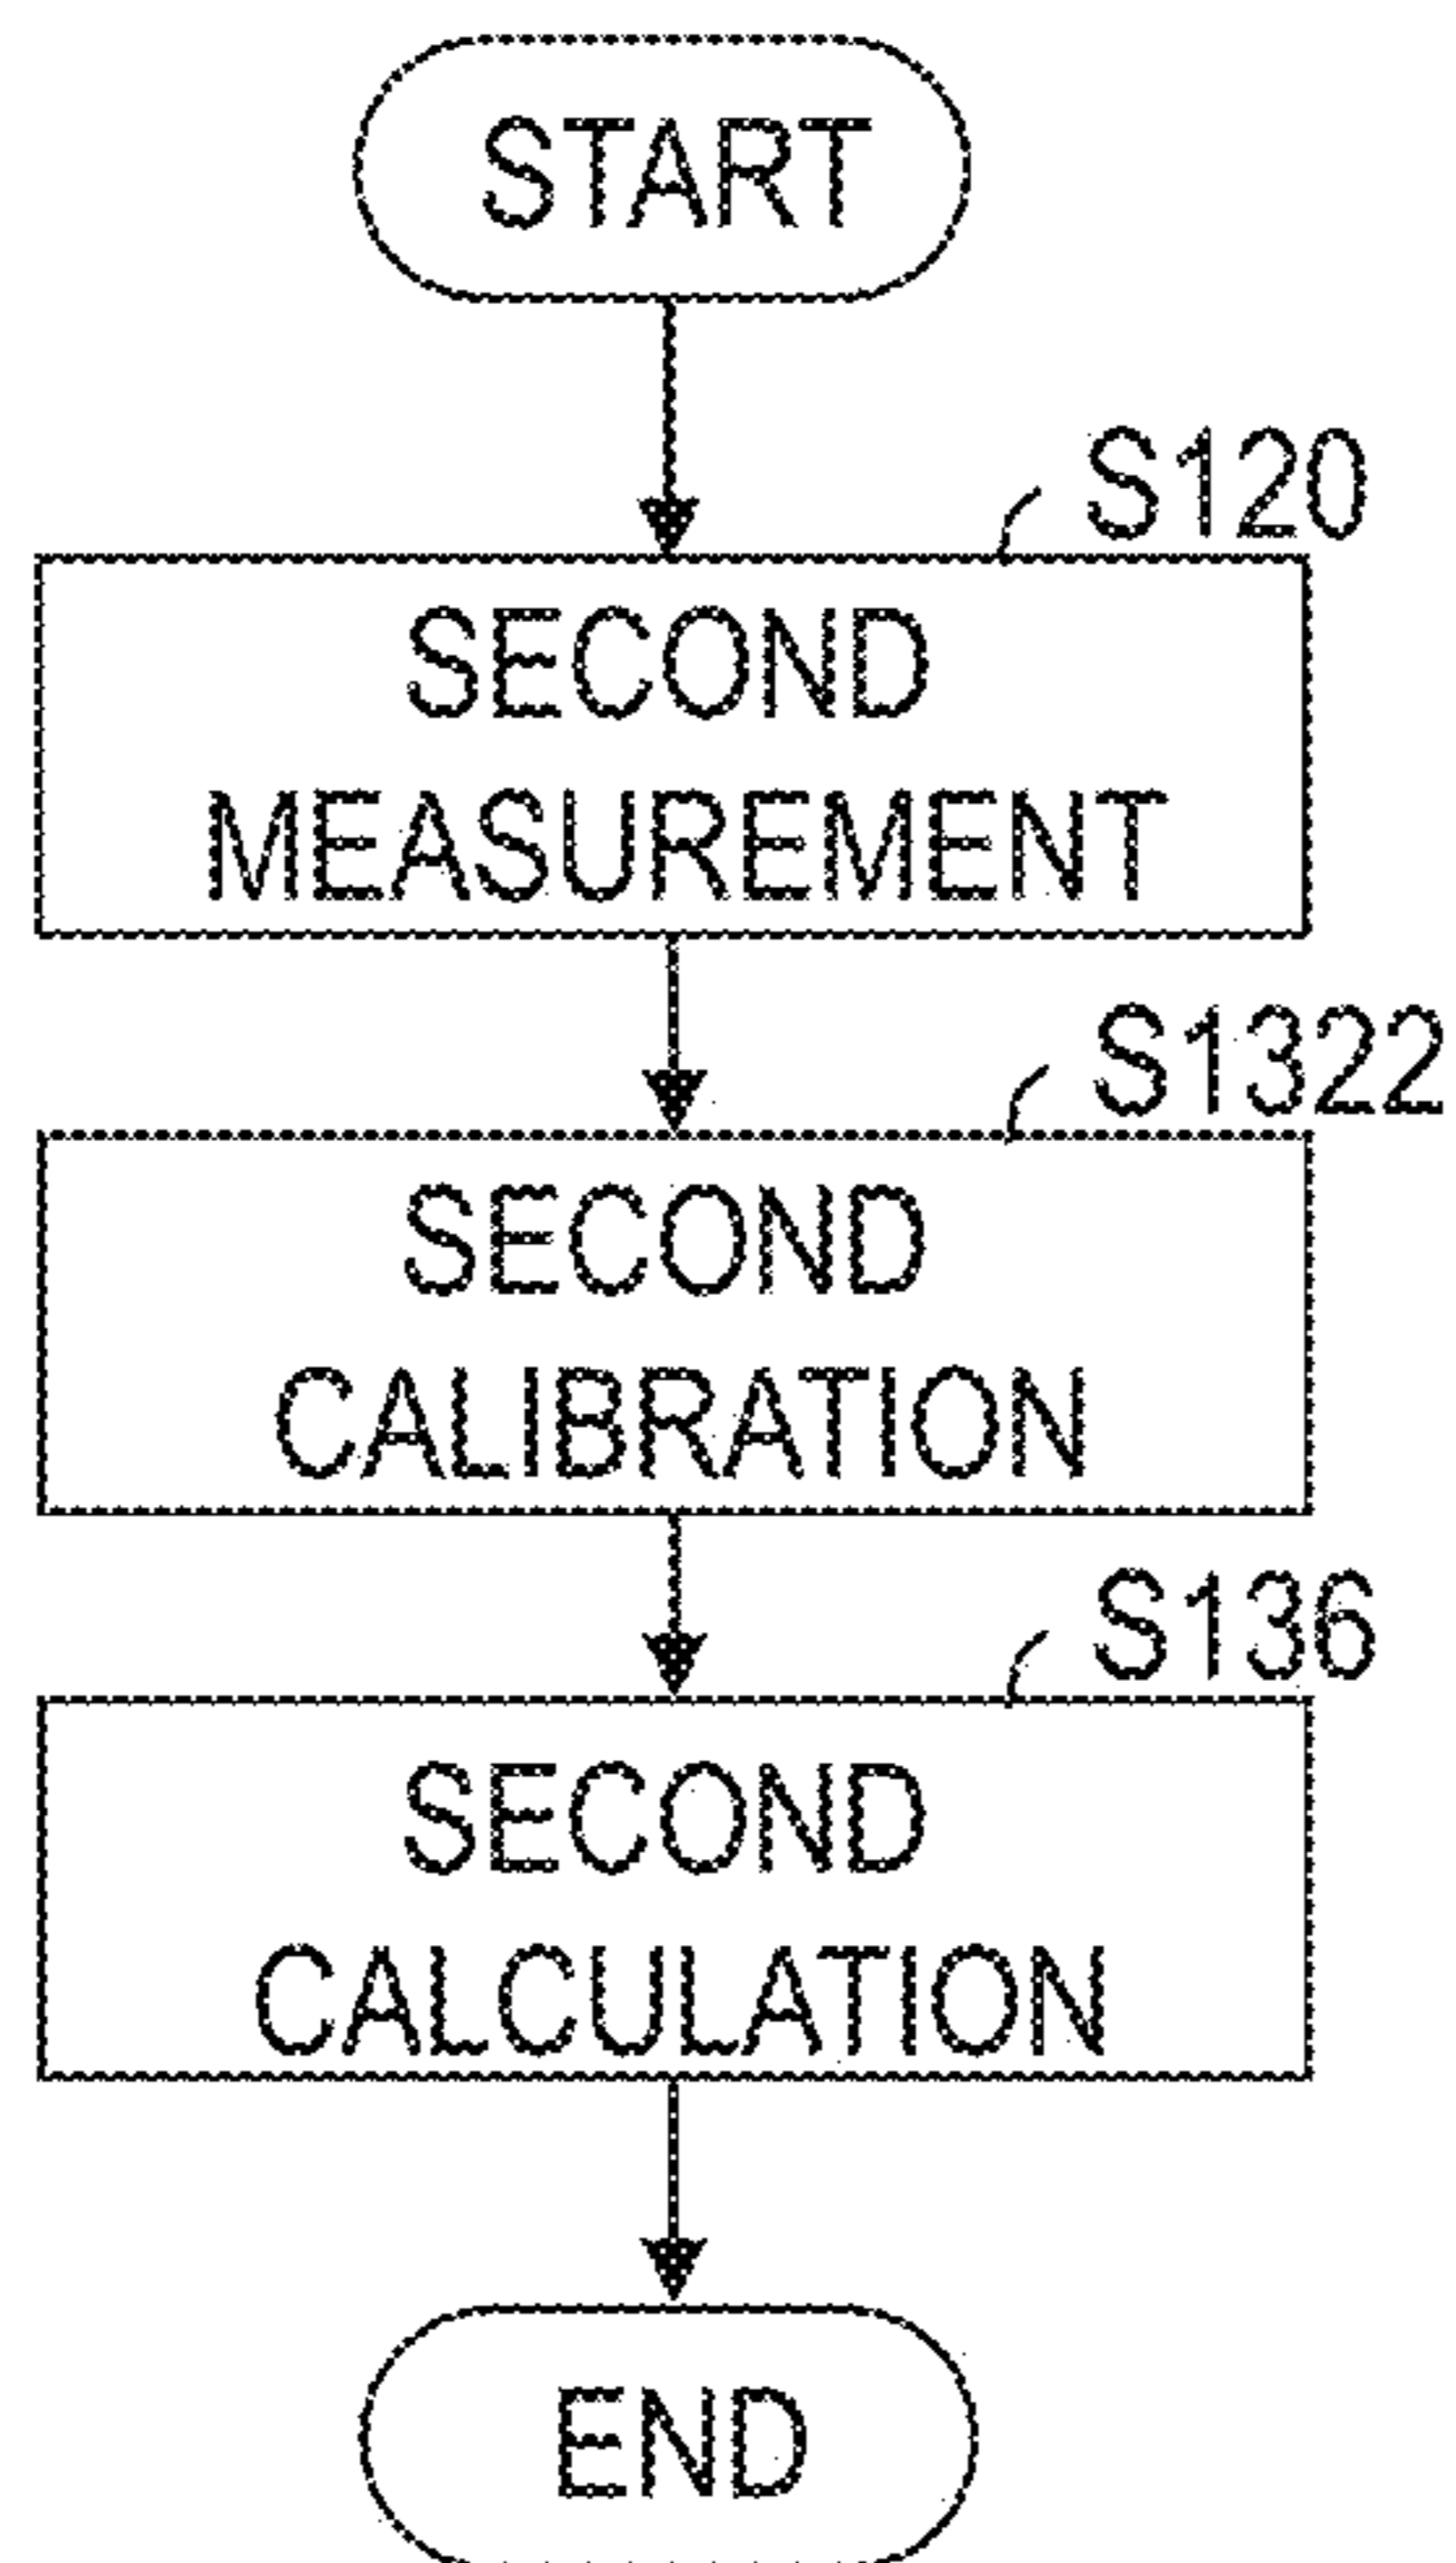 START
S120
SECOND
MEASUREMENT
S1322
SECOND
CALIBRATION
S136
SECOND
CALCULATION
END